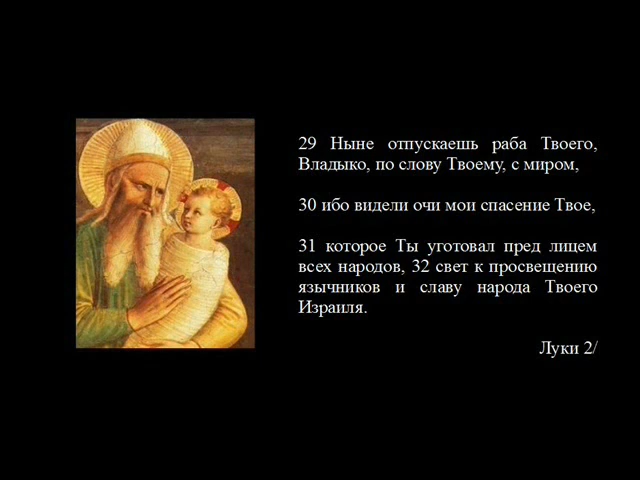 29 Ныне отпускаешь раба Твоего,
Владыко, по слову Твоему, с миром,
30 ибо видели очи мои спасение Твое,
31 которое Ты уготовал пред лицем
всех народов, 32 свет к просвещению
язычников и славу народа Твоего
Израиля.
Луки 2/